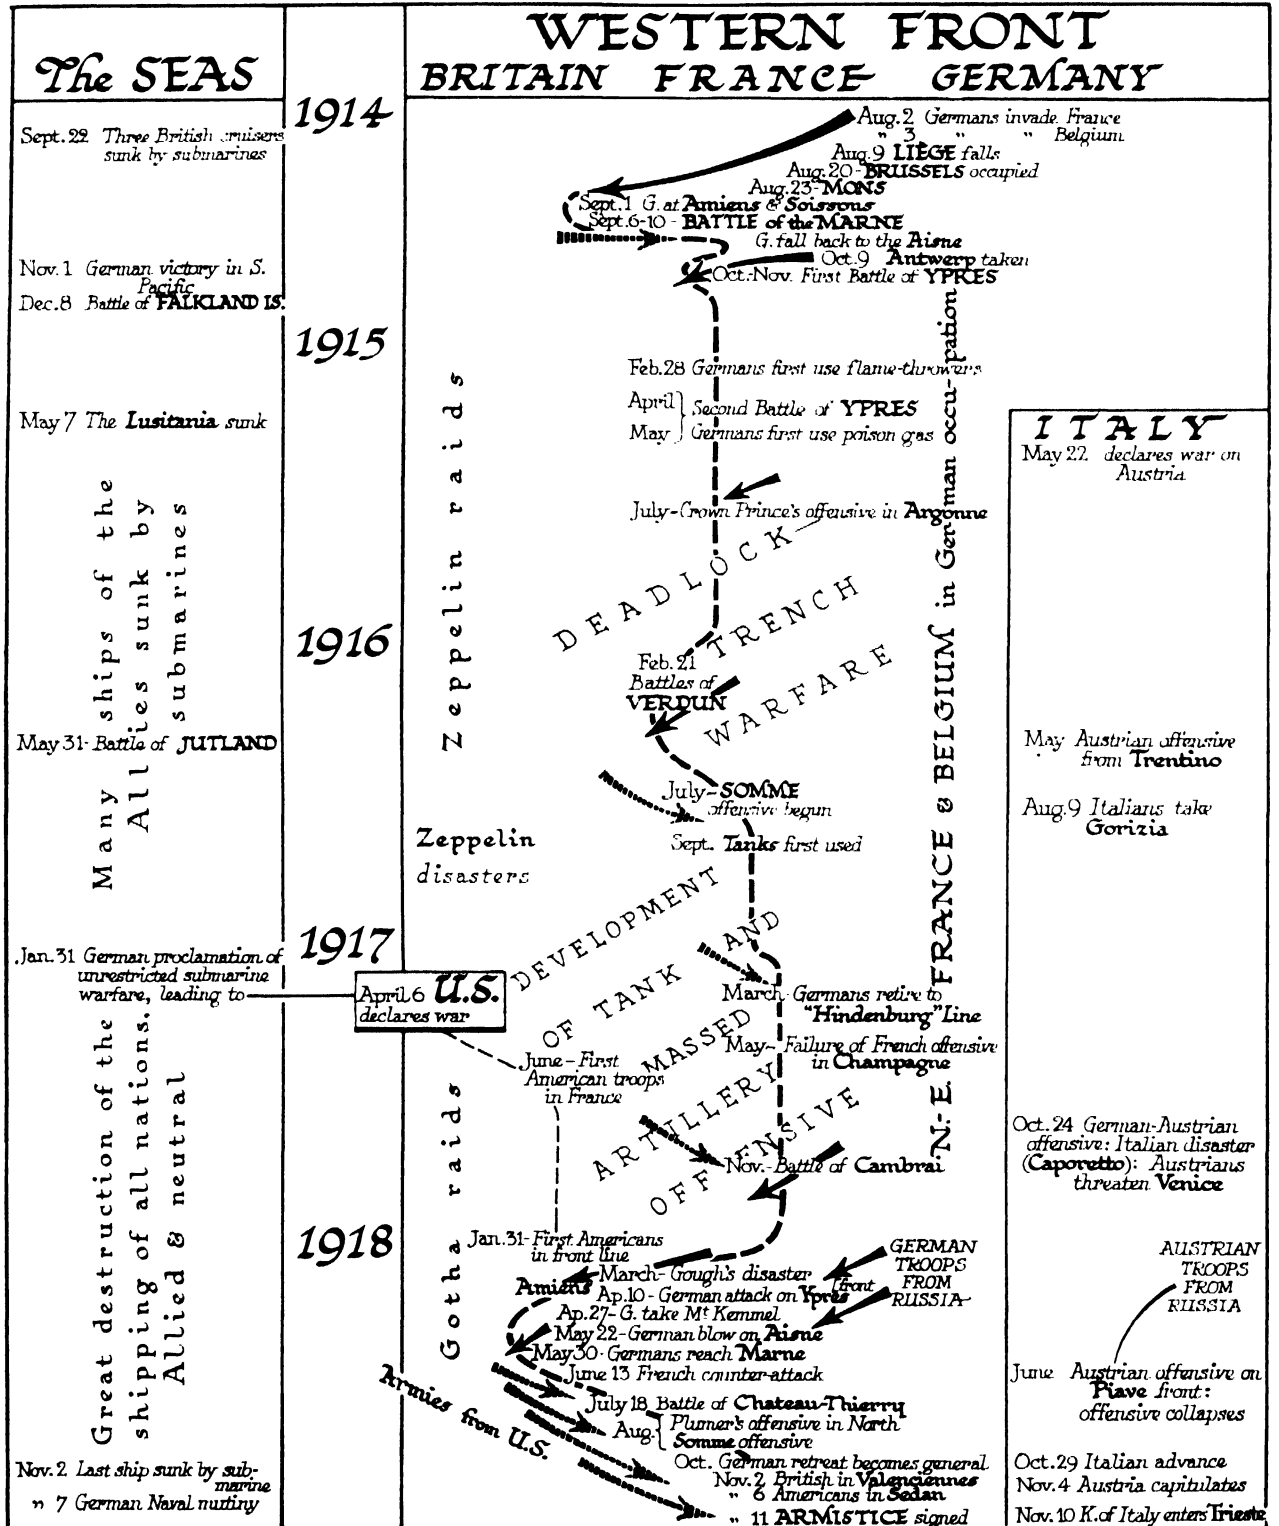 The SEAS
Sept. 22 Three British cruisers
sunk by submarines
Nov. 1 German victory in S.
Pacific
Dec. 8 Battle of FALKLAND IS.
May 7 The Lusitania sunk
Many ships of the
Allies sunk by
submarines
May 31- Battle of JUTLAND
Jan. 31 German proclamation of
unrestricted submarine
warfare, leading to
Great destruction of the
shipping of all nations,
Allied & neutral
Nov. 2 Last ship sunk by sub-
marine
" 7 German Naval mutiny
1914
1915
1916
1917
April 6 U.S.
declares war
1918
WESTERN FRONT
BRITAIN FRANCE GERMANY
Aug. 2 Germans invade France
" 3 " " Belgium
Aug. 9 LIEGE falls
Aug. 20- BRUSSELS occupied
Aug. 23- MONS
Sept. 1 G. at Amiens & Soissons
Sept. 6-10 - BATTLE of the MARNE
G. fall back to the Aisne
Oct. 9 Antwerp taken
Oct.-Nov. First Battle of YPRES
Feb. 28 Germans first use flame-throwers
April
May
Second Battle of YPRES
Germans first use poison gas
July- Crown Prince's offensive in Argonne
Zeppelin raids
DEADLOCK
TRENCH
WARFARE
N.-E. FRANCE & BELGIUM in German occu-pation
Feb. 21
Battles of
VERDUN
July- SOMME
offensive begun
Sept. Tanks first used
Zeppelin
disasters
DEVELOPMENT
OF TANK AND
MASSED
ARTILLERY
OFFENSIVE
March- Germans retire to
"Hindenburg" Line
May- Failure of French offensive
in Champagne
June- First
American troops
in France
Nov.- Battle of Cambrai
Gotha raids
Jan. 31- First Americans
in front line
March- Gough's disaster
Amiens
Ap. 10- German attack on Ypres front
GERMAN
TROOPS
FROM
RUSSIA
Ap. 27- G. take Mt Kemmel
May 22- German blow on Aisne
May 30- Germans reach Marne
June 13 French counter-attack
Armies from U.S.
July 18 Battle of Chateau-Thierry
Aug. Plumer's offensive in North
Somme offensive
Oct. German retreat becomes general
Nov. 2 British in Valenciennes
" 6 Americans in Sedan
" 11 ARMISTICE signed
ITALY
May 22 declares war on
Austria
May Austrian offensive
from Trentino
Aug. 9 Italians take
Gorizia
Oct. 24 German-Austrian
offensive: Italian disaster
(Caporetto): Austrians
threaten Venice
AUSTRIAN
TROOPS
FROM
RUSSIA
June Austrian offensive on
Piave front:
offensive collapses
Oct. 29 Italian advance
Nov. 4 Austria capitulates
Nov. 10 K. of Italy enters Trieste